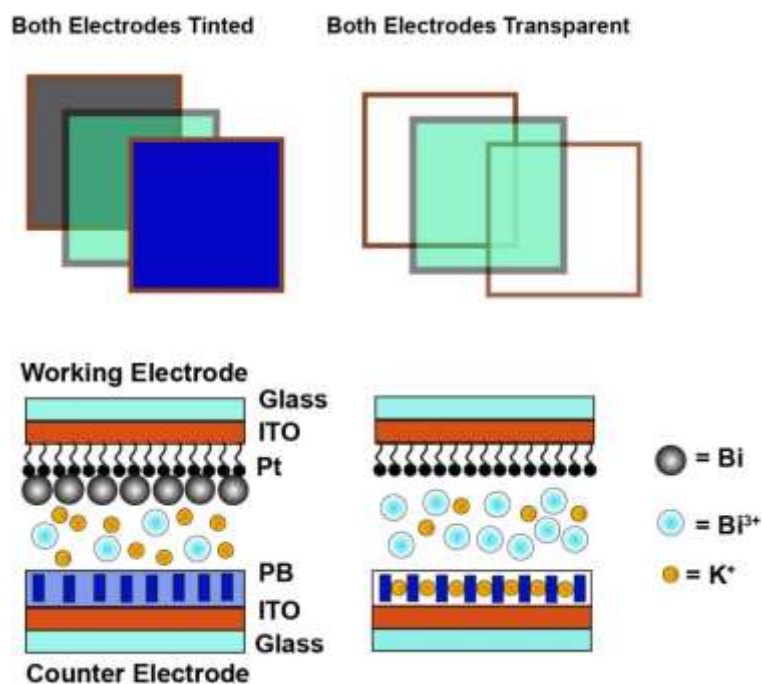 Both Electrodes Tinted
Both Electrodes Transparent
Working Electrode
Glass
ITO
Pt
PB
ITO
Glass
Counter Electrode
= Bi
= Bi³⁺
= K⁺